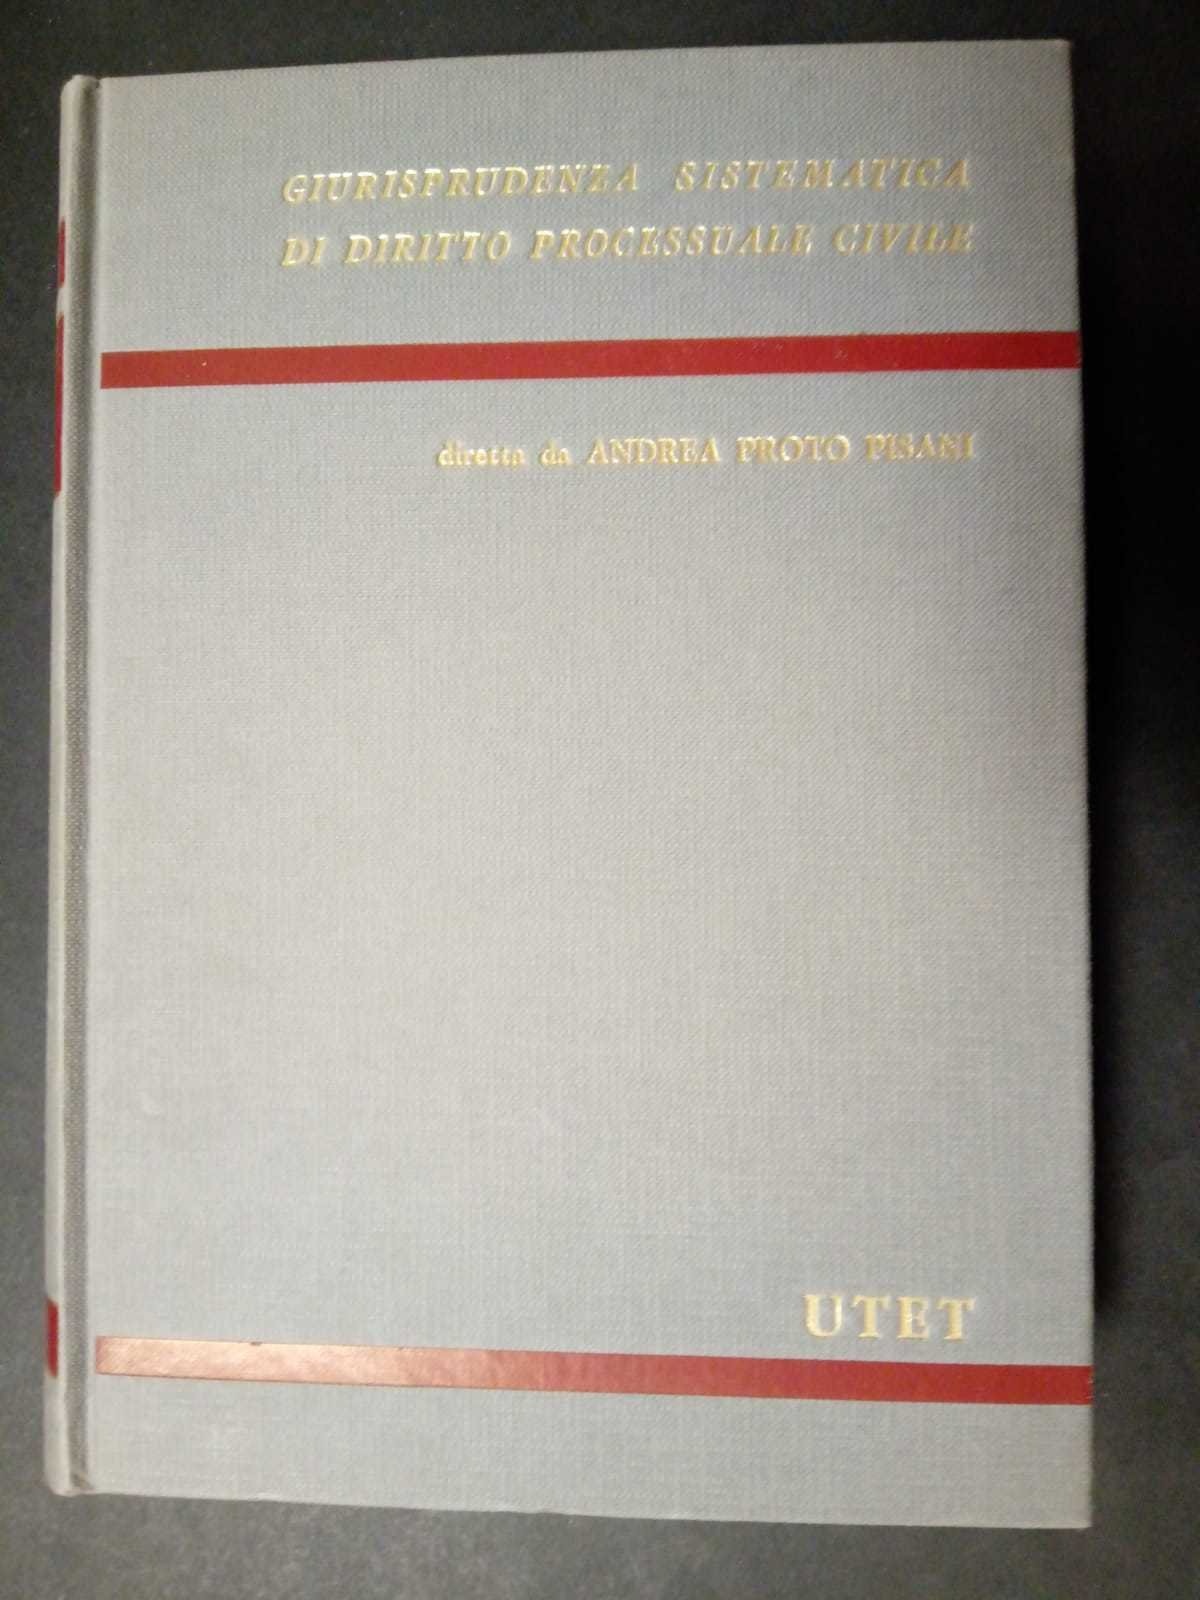 GIURISPRUDENZA SISTEMATICA
DI DIRITTO PROCESSUALE CIVILE
diretta da ANDREA PROTO PISANI
UTET